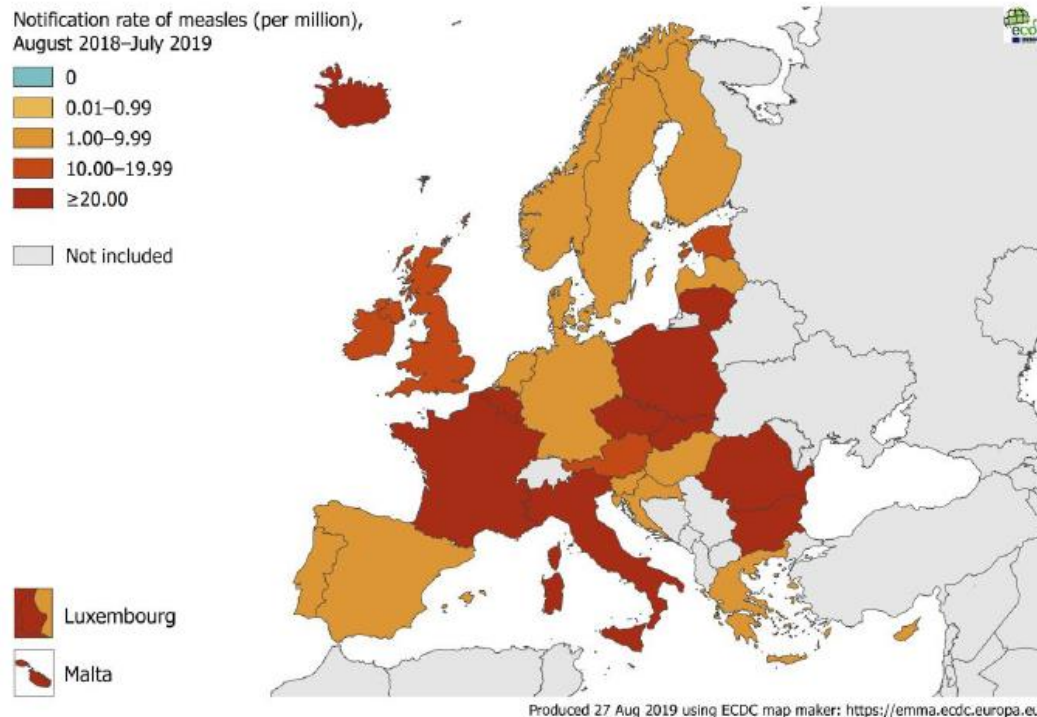 Notification rate of measles (per million),
August 2018–July 2019
0
0.01–0.99
1.00–9.99
10.00–19.99
≥20.00
Not included
Luxembourg
Malta
Produced 27 Aug 2019 using ECDC map maker: https://emma.ecdc.europa.eu